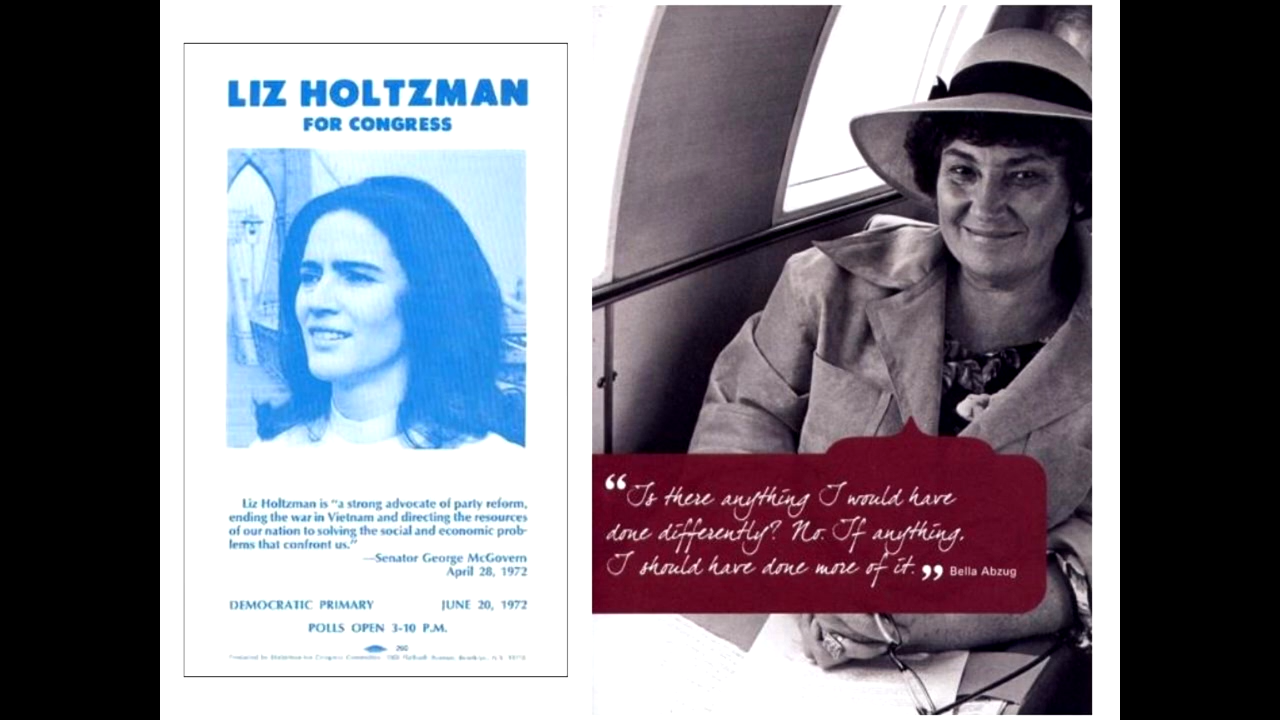 LIZ HOLTZMAN
FOR CONGRESS
Liz Holtzman is "a strong advocate of party reform,
ending the war in Vietnam and directing the resources
of our nation to solving the social and economic prob-
lems that confront us."
—Senator George McGovern
April 28, 1972
DEMOCRATIC PRIMARY JUNE 20, 1972
POLLS OPEN 3-10 P.M.
260
“Is there anything I would have
done differently? No. If anything,
I should have done more of it.” Bella Abzug